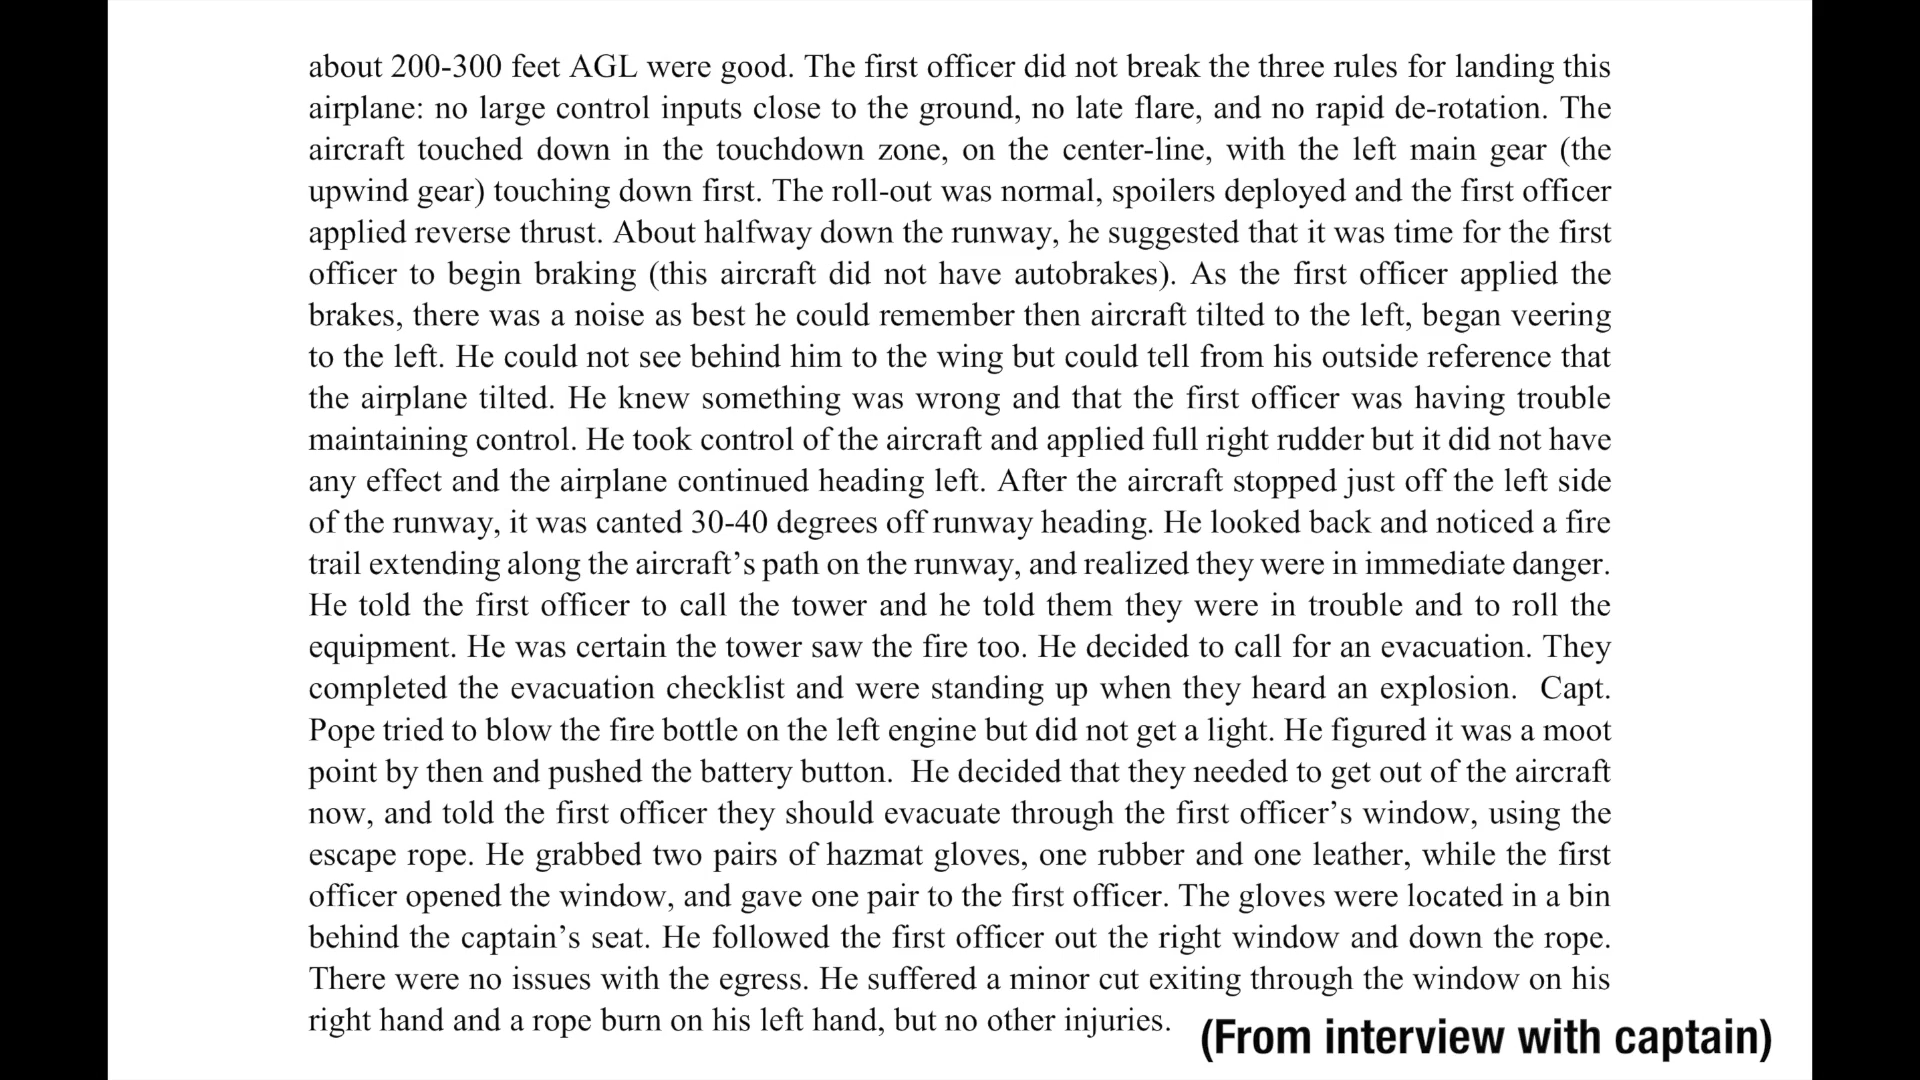 about 200-300 feet AGL were good. The first officer did not break the three rules for landing this
airplane: no large control inputs close to the ground, no late flare, and no rapid de-rotation. The
aircraft touched down in the touchdown zone, on the center-line, with the left main gear (the
upwind gear) touching down first. The roll-out was normal, spoilers deployed and the first officer
applied reverse thrust. About halfway down the runway, he suggested that it was time for the first
officer to begin braking (this aircraft did not have autobrakes). As the first officer applied the
brakes, there was a noise as best he could remember then aircraft tilted to the left, began veering
to the left. He could not see behind him to the wing but could tell from his outside reference that
the airplane tilted. He knew something was wrong and that the first officer was having trouble
maintaining control. He took control of the aircraft and applied full right rudder but it did not have
any effect and the airplane continued heading left. After the aircraft stopped just off the left side
of the runway, it was canted 30-40 degrees off runway heading. He looked back and noticed a fire
trail extending along the aircraft’s path on the runway, and realized they were in immediate danger.
He told the first officer to call the tower and he told them they were in trouble and to roll the
equipment. He was certain the tower saw the fire too. He decided to call for an evacuation. They
completed the evacuation checklist and were standing up when they heard an explosion.  Capt.
Pope tried to blow the fire bottle on the left engine but did not get a light. He figured it was a moot
point by then and pushed the battery button.  He decided that they needed to get out of the aircraft
now, and told the first officer they should evacuate through the first officer’s window, using the
escape rope. He grabbed two pairs of hazmat gloves, one rubber and one leather, while the first
officer opened the window, and gave one pair to the first officer. The gloves were located in a bin
behind the captain’s seat. He followed the first officer out the right window and down the rope.
There were no issues with the egress. He suffered a minor cut exiting through the window on his
right hand and a rope burn on his left hand, but no other injuries.
(From interview with captain)